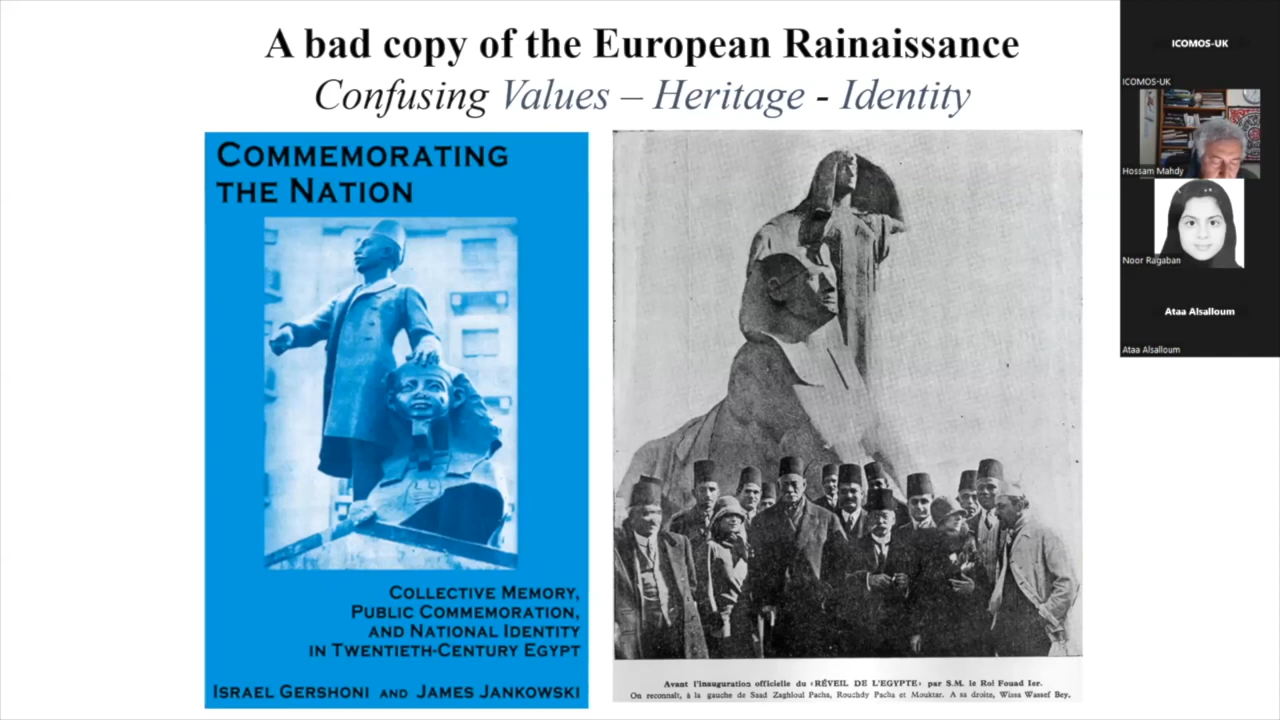 A bad copy of the European Rainaissance
Confusing Values – Heritage - Identity
COMMEMORATING
THE NATION
COLLECTIVE MEMORY,
PUBLIC COMMEMORATION,
AND NATIONAL IDENTITY
IN TWENTIETH-CENTURY EGYPT
ISRAEL GERSHONI AND JAMES JANKOWSKI
Avant l'inauguration officielle du «RÉVEIL DE L'EGYPTE» par S.M. le Roi Fouad Ier.
On reconnaît, à la gauche de Saad Zaghloul Pacha, Rouchdy Pacha et Mouktar. A sa droite, Wissa Wassef Bey.
ICOMOS-UK
ICOMOS-UK
Hossam Mahdy
Noor Ragaban
Ataa Alsalloum
Ataa Alsalloum